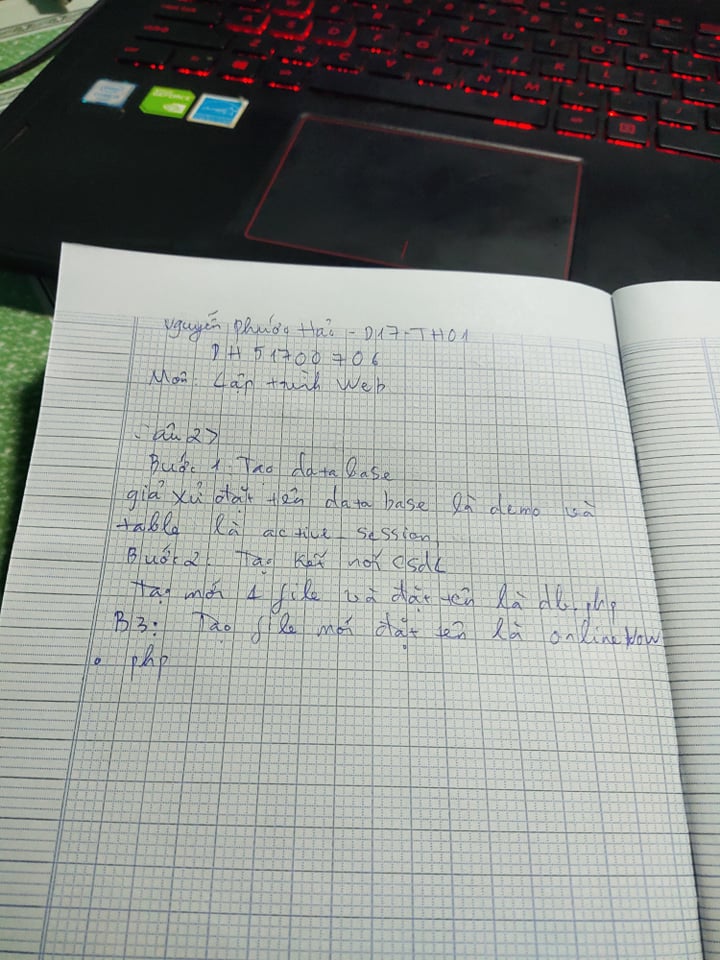 Nguyễn Phước Hải - D17-TH01
DH51700706
Môn: Lập trình Web
Câu 2>
Bước 1: Tạo database
giả xử đặt tên database là demo và
table là active_session,
Bước 2: Tạo kết nối csdl
Tạo mới 1 file và đặt tên là db.php
B3: Tạo file mới đặt tên là onlineNow
. php